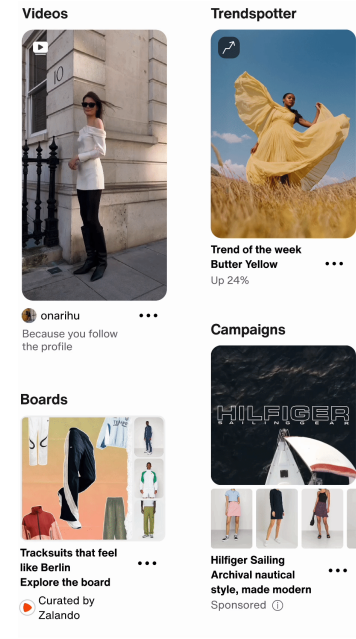 Videos
10
onarihu
Because you follow
the profile
Boards
Tracksuits that feel
like Berlin
Explore the board
Curated by
Zalando
Trendspotter
Trend of the week
Butter Yellow
Up 24%
Campaigns
HILFIGER
SAILING GEAR
Hilfiger Sailing
Archival nautical
style, made modern
Sponsored